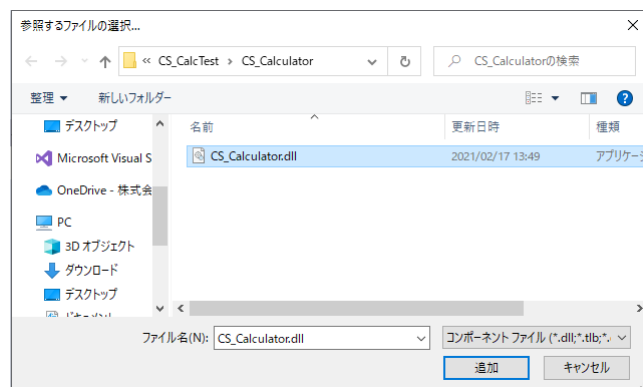 参照するファイルの選択...
« CS_CalcTest › CS_Calculator
CS_Calculatorの検索
整理 新しいフォルダー
デスクトップ
Microsoft Visual S
OneDrive - 株式会
PC
3D オブジェクト
ダウンロード
デスクトップ
名前 更新日時 種類
CS_Calculator.dll 2021/02/17 13:49 アプリケーシ
ファイル名(N): CS_Calculator.dll
コンポーネント ファイル (*.dll;*.tlb;*.
追加 キャンセル